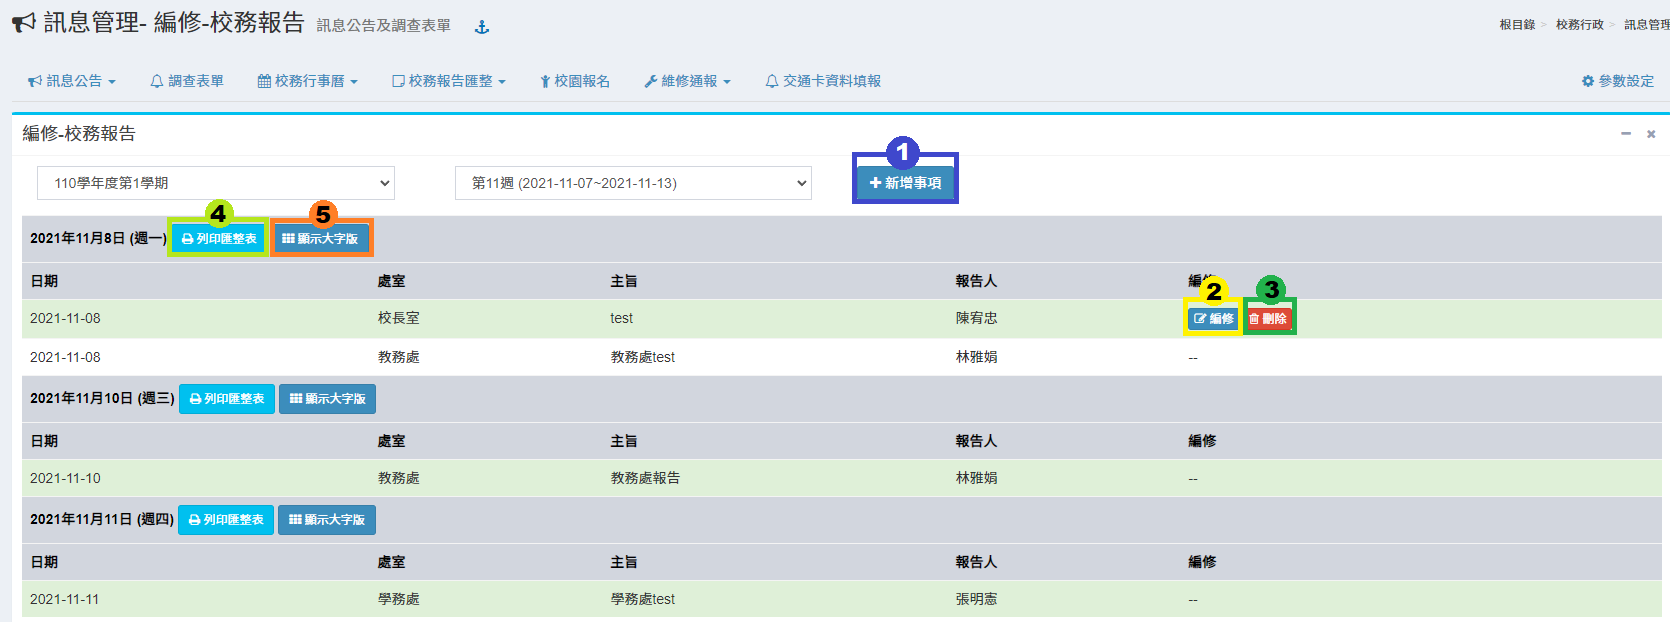 訊息管理- 編修-校務報告 訊息公告及調查表單
根目錄 > 校務行政 > 訊息管理
訊息公告 調查表單 校務行事曆 校務報告匯整 校園報名 維修通報 交通卡資料填報 參數設定
編修-校務報告
1
110學年度第1學期 第11週 (2021-11-07~2021-11-13) 新增事項
4 5
2021年11月8日 (週一) 列印匯整表 顯示大字版
日期 處室 主旨 報告人 編修
2 3
2021-11-08 校長室 test 陳宥忠 編修 刪除
2021-11-08 教務處 教務處test 林雅娟 --
2021年11月10日 (週三) 列印匯整表 顯示大字版
日期 處室 主旨 報告人 編修
2021-11-10 教務處 教務處報告 林雅娟 --
2021年11月11日 (週四) 列印匯整表 顯示大字版
日期 處室 主旨 報告人 編修
2021-11-11 學務處 學務處test 張明憲 --